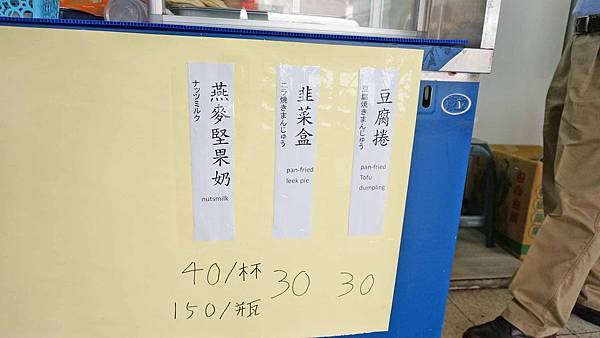 豆腐捲
豆腐焼きまんじゅう
pan-fried
Tofu
dumpling
30
韭菜盒
ニラ焼きまんじゅう
pan-fried
leek pie
30
燕麥堅果奶
ナッツミルク
nutsmilk
40/杯
150/瓶